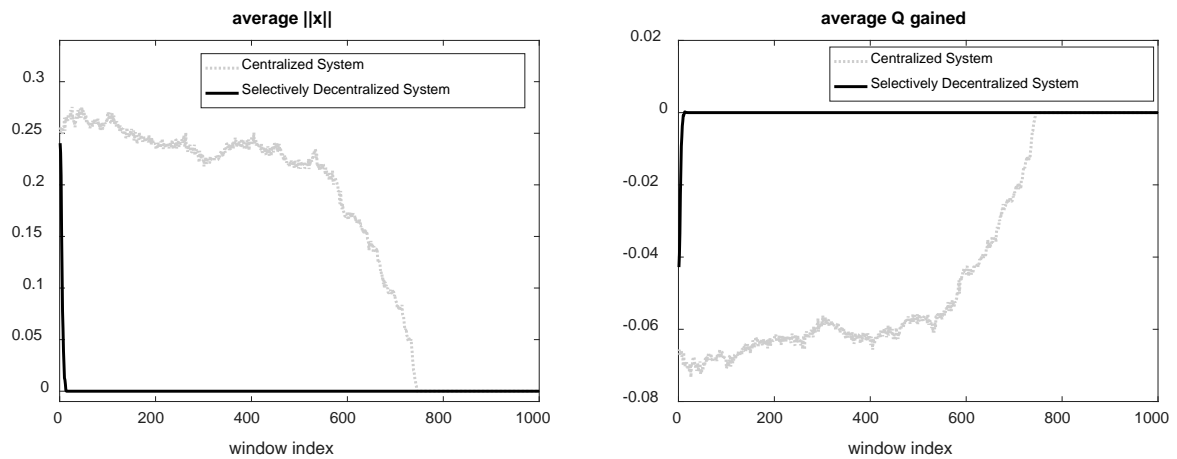 average ||x||
Centralized System
Selectively Decentralized System
0.3
0.25
0.2
0.15
0.1
0.05
0
0 200 400 600 800 1000
window index
average Q gained
Centralized System
Selectively Decentralized System
0.02
0
-0.02
-0.04
-0.06
-0.08
0 200 400 600 800 1000
window index